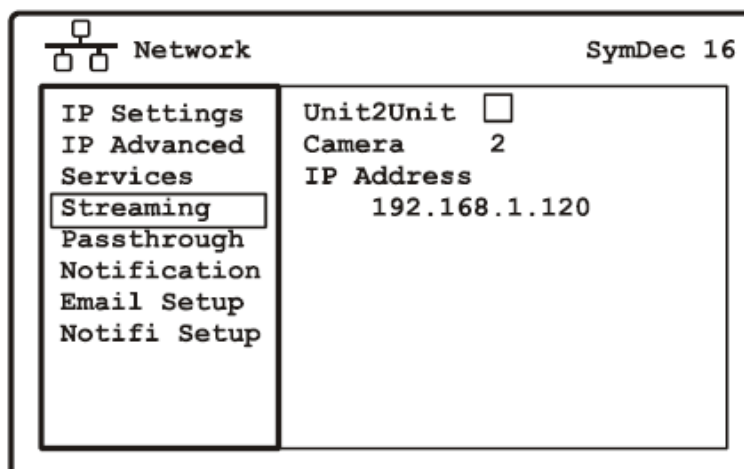 Network
SymDec 16
IP Settings
IP Advanced
Services
Streaming
Passthrough
Notification
Email Setup
Notifi Setup
Unit2Unit
Camera 2
IP Address
192.168.1.120